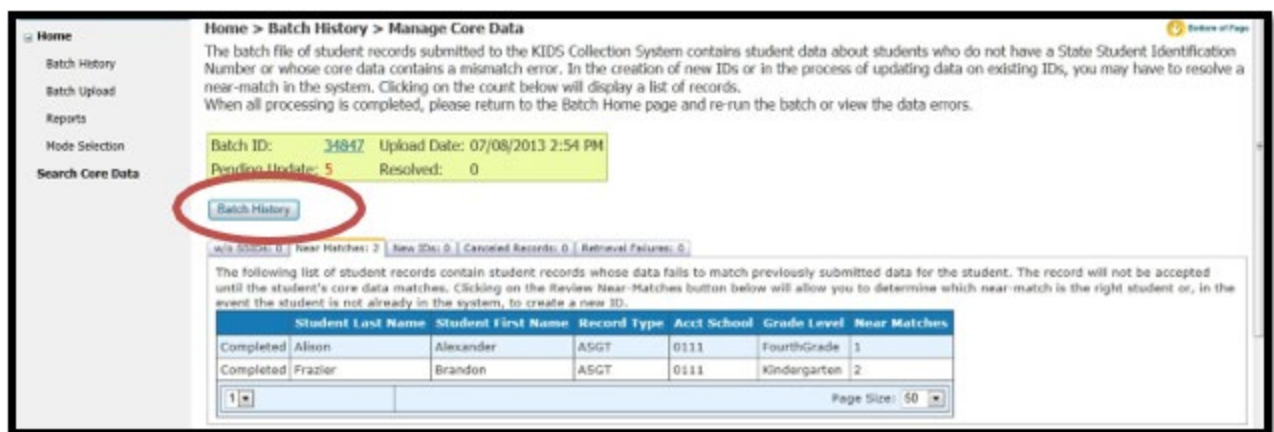 Home
Batch History
Batch Upload
Reports
Mode Selection
Search Core Data
Home > Batch History > Manage Core Data
Bottom of Page
The batch file of student records submitted to the KIDS Collection System contains student data about students who do not have a State Student Identification
Number or whose core data contains a mismatch error. In the creation of new IDs or in the process of updating data on existing IDs, you may have to resolve a
near-match in the system. Clicking on the count below will display a list of records.
When all processing is completed, please return to the Batch Home page and re-run the batch or view the data errors.
Batch ID: 34847 Upload Date: 07/08/2013 2:54 PM
Pending Update: 5 Resolved: 0
Batch History
w/o SSIDs: 0 Near Matches: 2 New IDs: 0 Canceled Records: 0 Retrieval Failures: 0
The following list of student records contain student records whose data fails to match previously submitted data for the student. The record will not be accepted
until the student's core data matches. Clicking on the Review Near-Matches button below will allow you to determine which near-match is the right student or, in the
event the student is not already in the system, to create a new ID.
Student Last Name Student First Name Record Type Acct School Grade Level Near Matches
Completed Alison Alexander ASGT 0111 FourthGrade 1
Completed Frazier Brandon ASGT 0111 Kindergarten 2
1 Page Size: 50